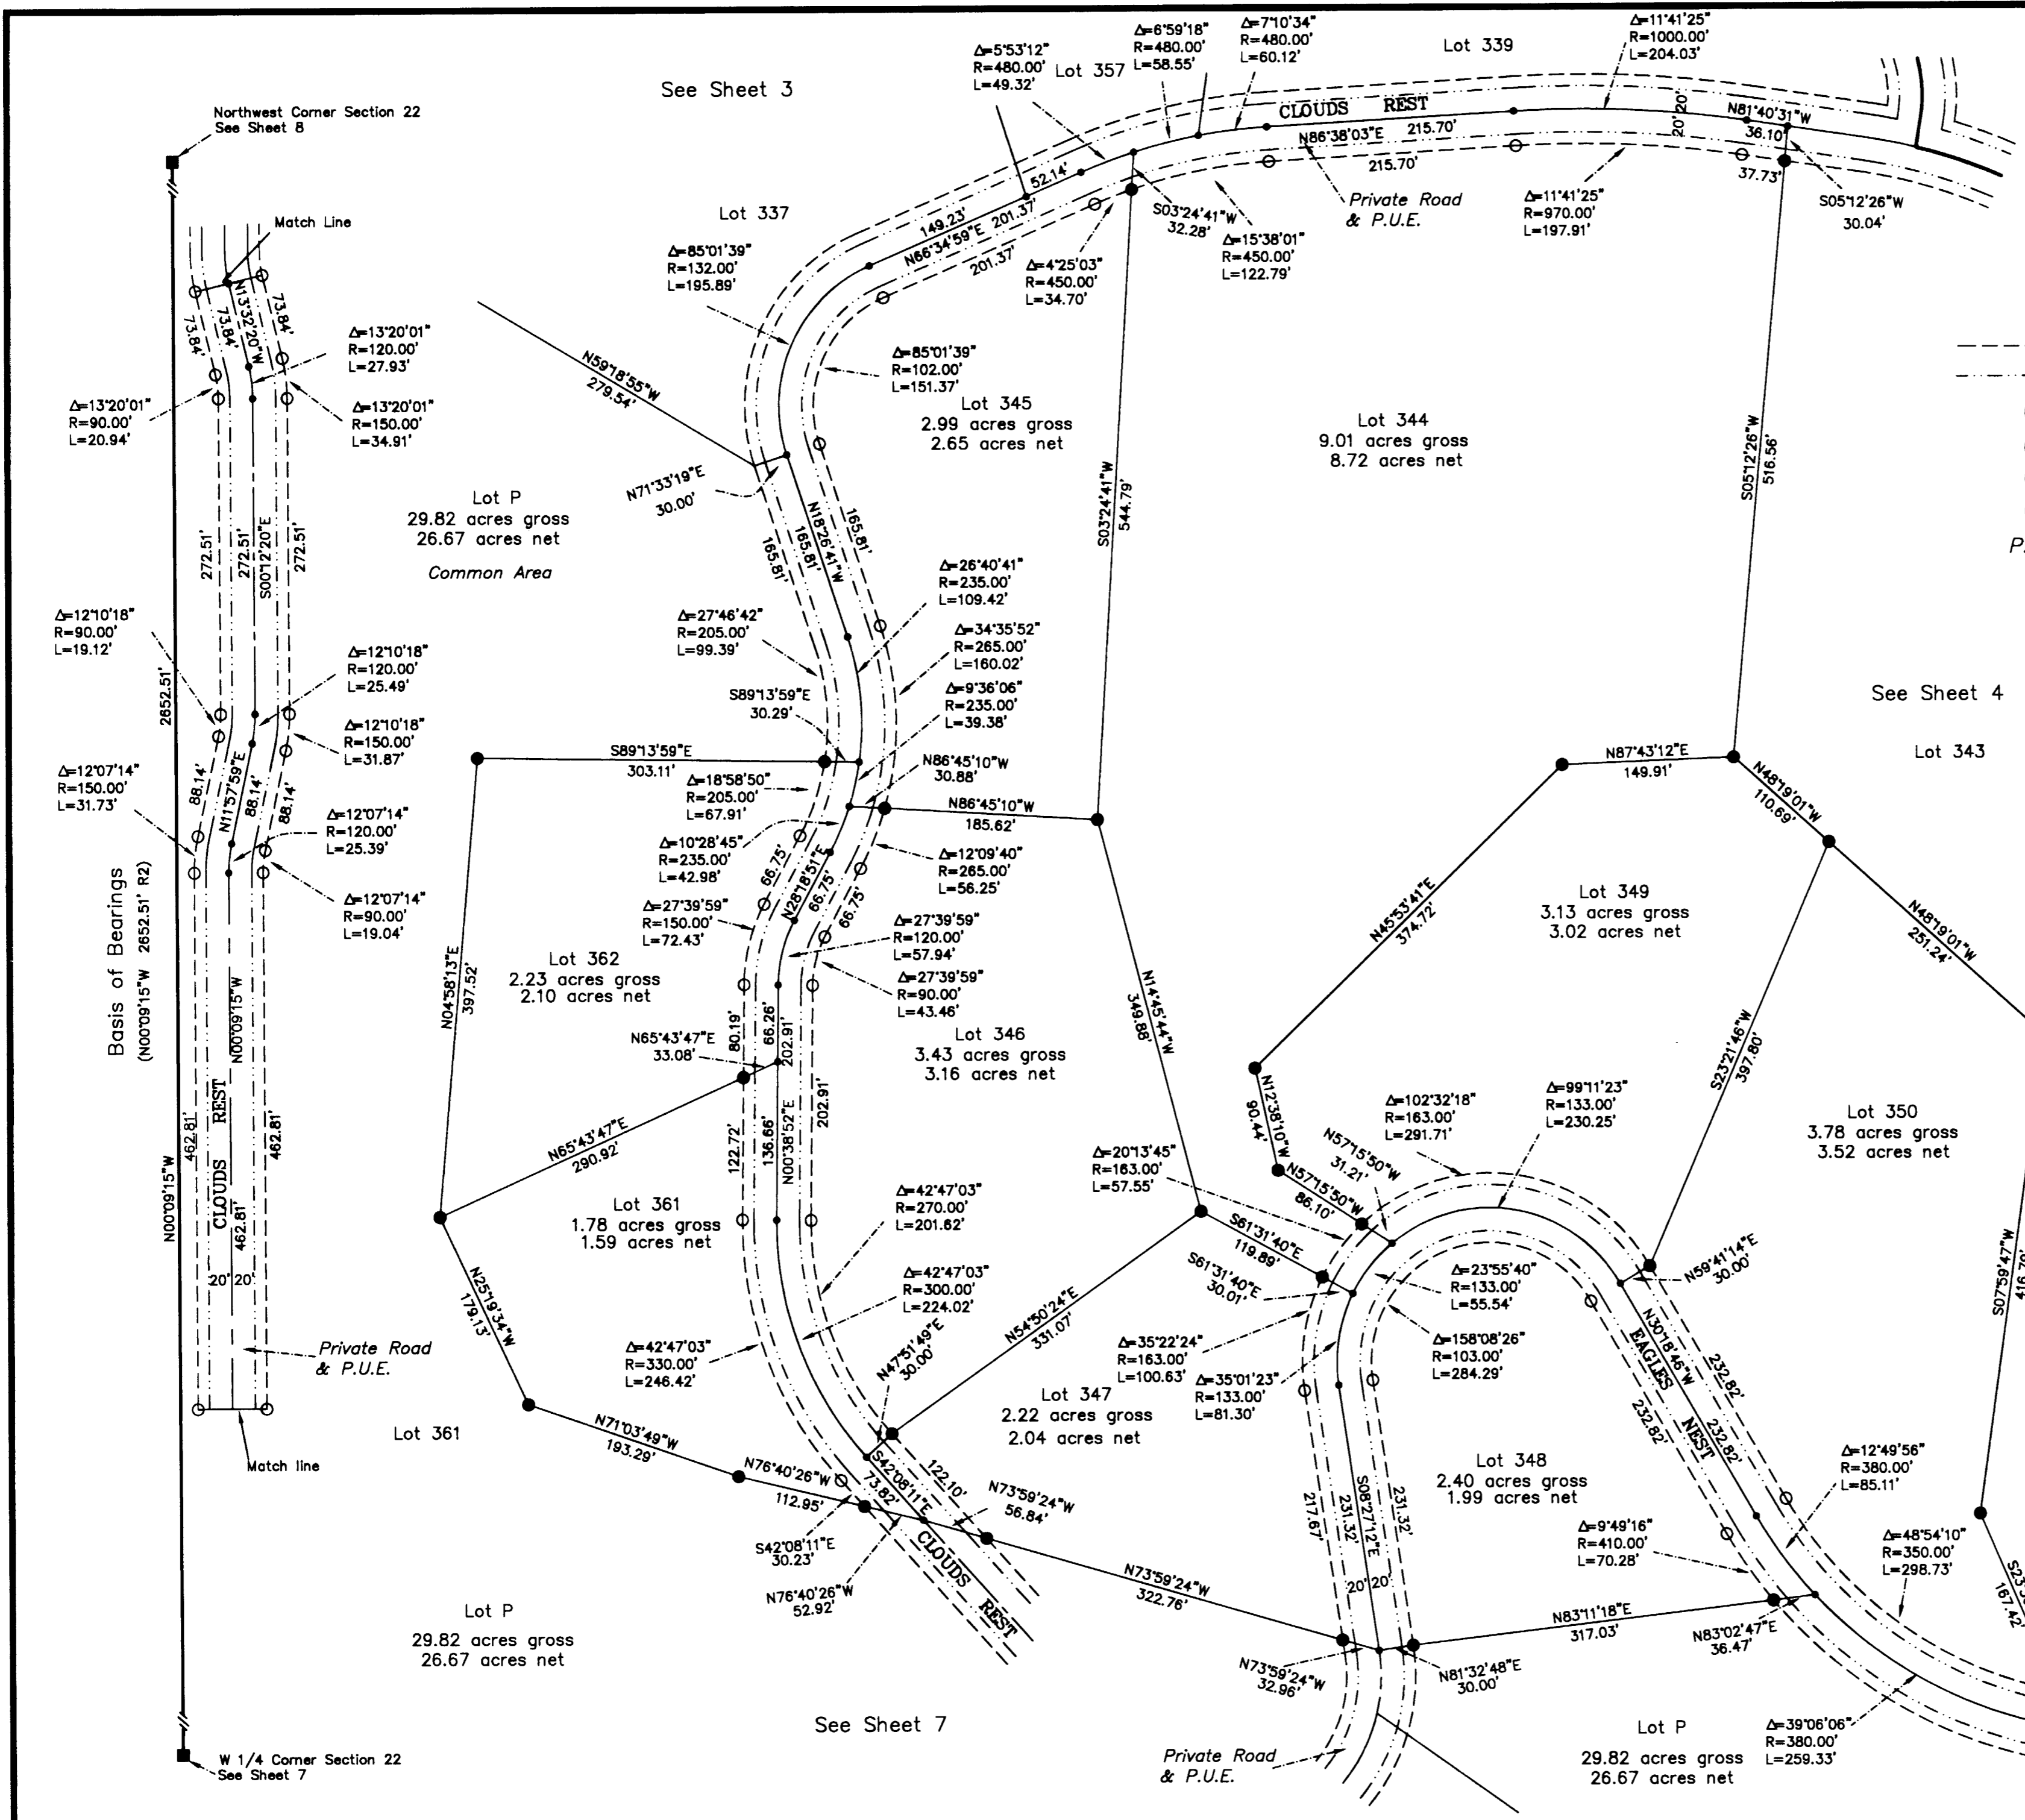 See Sheet 3
Northwest Corner Section 22
See Sheet 8
Match Line
Lot 337
Lot 357
Lot 339
Δ=5°53'12"
R=480.00'
L=49.32'
Δ=6°59'18"
R=480.00'
L=58.55'
Δ=7°10'34"
R=480.00'
L=60.12'
Δ=11°41'25"
R=1000.00'
L=204.03'
CLOUDS REST
N86°38'03"E 215.70'
215.70'
20' 20'
N81°40'31"W
36.10'
37.73'
S05°12'26"W
30.04'
Private Road
& P.U.E.
Δ=11°41'25"
R=970.00'
L=197.91'
52.14'
149.23'
N66°34'59"E 201.37'
201.37'
S03°24'41"W
32.28'
Δ=15°38'01"
R=450.00'
L=122.79'
Δ=4°25'03"
R=450.00'
L=34.70'
Δ=85°01'39"
R=132.00'
L=195.89'
Δ=85°01'39"
R=102.00'
L=151.37'
N59°18'55"W
279.54'
N71°33'19"E
30.00'
Lot 345
2.99 acres gross
2.65 acres net
Lot 344
9.01 acres gross
8.72 acres net
S03°24'41"W
544.79'
S05°12'26"W
516.56'
P.
73.84'
N13°32'20"W
73.84'
73.84'
Δ=13°20'01"
R=120.00'
L=27.93'
Δ=13°20'01"
R=90.00'
L=20.94'
Δ=13°20'01"
R=150.00'
L=34.91'
272.51'
272.51'
S00°12'20"E
272.51'
Lot P
29.82 acres gross
26.67 acres net
Common Area
165.81'
N18°26'41"W
165.81'
165.81'
Δ=26°40'41"
R=235.00'
L=109.42'
Δ=27°46'42"
R=205.00'
L=99.39'
Δ=34°35'52"
R=265.00'
L=160.02'
S89°13'59"E
30.29'
Δ=9°36'06"
R=235.00'
L=39.38'
S89°13'59"E
303.11'
Δ=18°58'50"
R=205.00'
L=67.91'
N86°45'10"W
30.88'
N86°45'10"W
185.62'
Δ=12°10'18"
R=90.00'
L=19.12'
Δ=12°10'18"
R=120.00'
L=25.49'
Δ=12°10'18"
R=150.00'
L=31.87'
2652.51'
Δ=12°07'14"
R=150.00'
L=31.73'
88.14'
N11°57'59"E
88.14'
88.14'
Δ=12°07'14"
R=120.00'
L=25.39'
Δ=12°07'14"
R=90.00'
L=19.04'
Basis of Bearings
(N00°09'15"W 2652.51' R2)
N00°09'15"W
Δ=10°28'45"
R=235.00'
L=42.98'
Δ=12°09'40"
R=265.00'
L=56.25'
66.75'
N28°18'51"E
66.75'
66.75'
Δ=27°39'59"
R=150.00'
L=72.43'
Δ=27°39'59"
R=120.00'
L=57.94'
Δ=27°39'59"
R=90.00'
L=43.46'
N04°58'13"E
397.52'
Lot 362
2.23 acres gross
2.10 acres net
N65°43'47"E
33.08'
80.19'
66.26'
202.91'
202.91'
Lot 346
3.43 acres gross
3.16 acres net
N14°45'44"W
349.88'
See Sheet 4
Lot 343
N87°43'12"E
149.91'
N48°19'01"W
110.69'
N48°19'01"W
251.24'
N45°53'41"E
374.72'
Lot 349
3.13 acres gross
3.02 acres net
S23°21'46"W
397.80'
Lot 350
3.78 acres gross
3.52 acres net
N12°38'10"W
90.44'
N57°15'50"W
86.10'
N57°15'50"W
31.21'
Δ=102°32'18"
R=163.00'
L=291.71'
Δ=99°11'23"
R=133.00'
L=230.25'
Δ=20°13'45"
R=163.00'
L=57.55'
N65°43'47"E
290.92'
122.72'
136.66'
N00°38'52"E
Lot 361
1.78 acres gross
1.59 acres net
462.81'
CLOUDS REST
N00°09'15"W
462.81'
462.81'
20' 20'
Private Road
& P.U.E.
Match line
N00°09'15"W
N25°19'34"W
179.13'
Δ=42°47'03"
R=270.00'
L=201.62'
Δ=42°47'03"
R=300.00'
L=224.02'
Δ=42°47'03"
R=330.00'
L=246.42'
N47°51'49"E
30.00'
N54°50'24"E
331.07'
S61°31'40"E
119.89'
S61°31'40"E
30.01'
Δ=23°55'40"
R=133.00'
L=55.54'
N59°41'14"E
30.00'
Δ=35°22'24"
R=163.00'
L=100.63'
Δ=35°01'23"
R=133.00'
L=81.30'
Δ=158°08'26"
R=103.00'
L=284.29'
N30°18'46"W
EAGLES NEST
232.82'
232.82'
232.82'
S07°59'47"W
416.79'
Lot 361
N71°03'49"W
193.29'
N76°40'26"W
112.95'
S42°08'11"E
73.82'
122.10'
N73°59'24"W
56.84'
Lot 347
2.22 acres gross
2.04 acres net
217.67'
231.32'
S08°27'12"E
231.32'
20' 20'
Lot 348
2.40 acres gross
1.99 acres net
Δ=12°49'56"
R=380.00'
L=85.11'
Δ=9°49'16"
R=410.00'
L=70.28'
Δ=48°54'10"
R=350.00'
L=298.73'
167.42'
S42°08'11"E
30.23'
N76°40'26"W
52.92'
CLOUDS REST
N73°59'24"W
322.76'
N83°11'18"E
317.03'
N83°02'47"E
36.47'
N73°59'24"W
32.96'
N81°32'48"E
30.00'
Lot P
29.82 acres gross
26.67 acres net
See Sheet 7
Private Road
& P.U.E.
Lot P
29.82 acres gross
26.67 acres net
Δ=39°06'06"
R=380.00'
L=259.33'
W 1/4 Corner Section 22
See Sheet 7